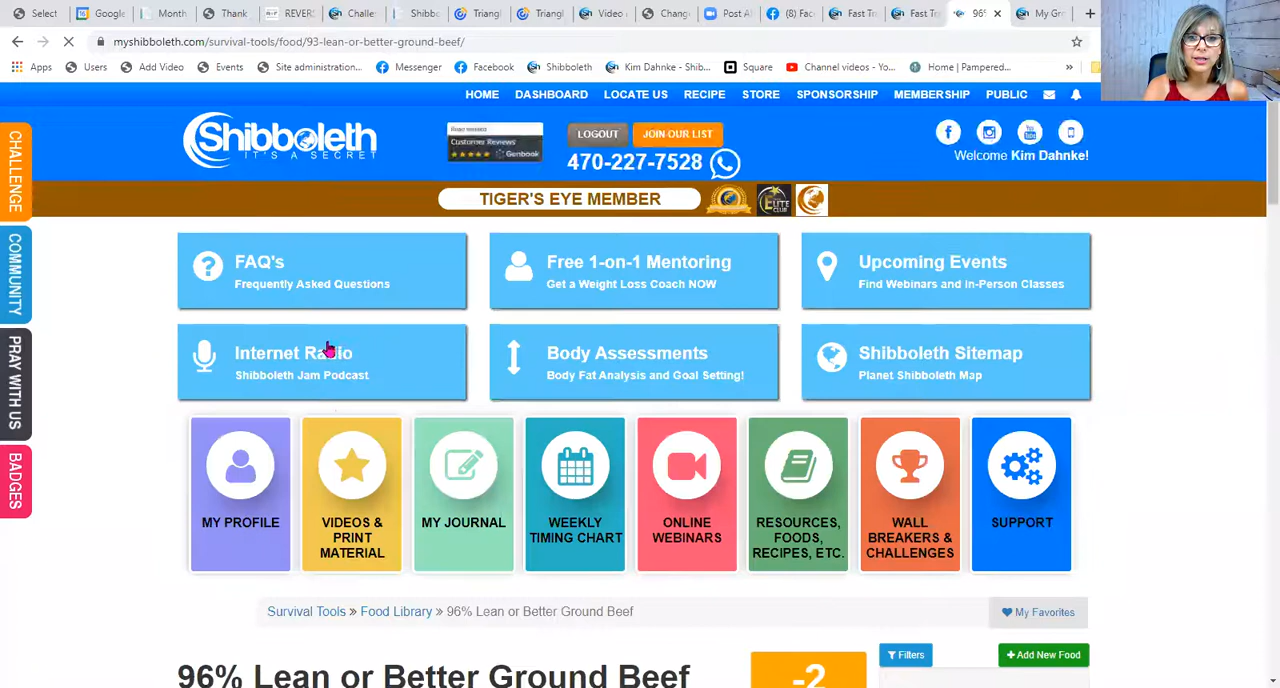 Select
Google
Month
Thank
REVERS
Challe
Shibbo
Triangl
Triangl
Video
Chang
Post A
(8) Fac
Fast Tr
Fast Tr
96%
My Gr
myshibboleth.com/survival-tools/food/93-lean-or-better-ground-beef/
Apps
Users
Add Video
Events
Site administration...
Messenger
Shibboleth
Kim Dahnke - Shib...
Square
Channel videos - Yo...
Home | Pampered...
HOME DASHBOARD LOCATE US RECIPE STORE SPONSORSHIP MEMBERSHIP PUBLIC
Shibboleth
IT'S A SECRET
Customer Reviews
Genbook
LOGOUT
JOIN OUR LIST
470-227-7528
Welcome Kim Dahnke!
TIGER'S EYE MEMBER
ELITE
CHALLENGE
COMMUNITY
PRAY WITH US
BADGES
FAQ's
Frequently Asked Questions
Free 1-on-1 Mentoring
Get a Weight Loss Coach NOW
Upcoming Events
Find Webinars and In-Person Classes
Internet Radio
Shibboleth Jam Podcast
Body Assessments
Body Fat Analysis and Goal Setting!
Shibboleth Sitemap
Planet Shibboleth Map
MY PROFILE
VIDEOS &
PRINT
MATERIAL
MY JOURNAL
WEEKLY
TIMING CHART
ONLINE
WEBINARS
RESOURCES,
FOODS,
RECIPES, ETC.
WALL
BREAKERS &
CHALLENGES
SUPPORT
Survival Tools » Food Library » 96% Lean or Better Ground Beef
My Favorites
96% Lean or Better Ground Beef
-2
Filters
Add New Food